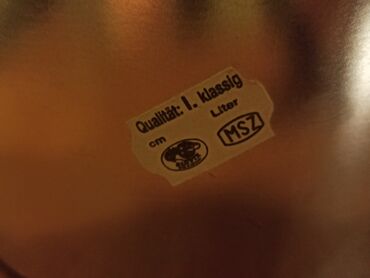 Qualität: I. klassig
cm Liter
MSZ